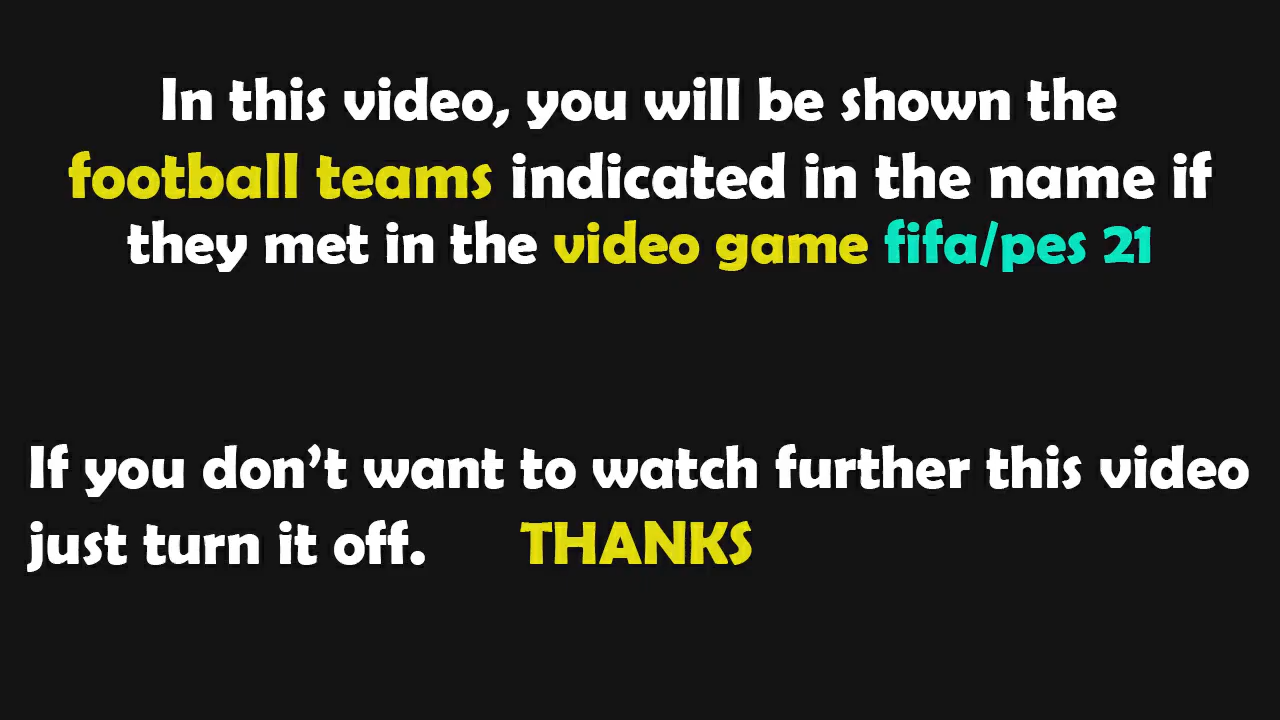 In this video, you will be shown the
football teams indicated in the name if
they met in the video game fifa/pes 21
If you don’t want to watch further this video
just turn it off. THANKS